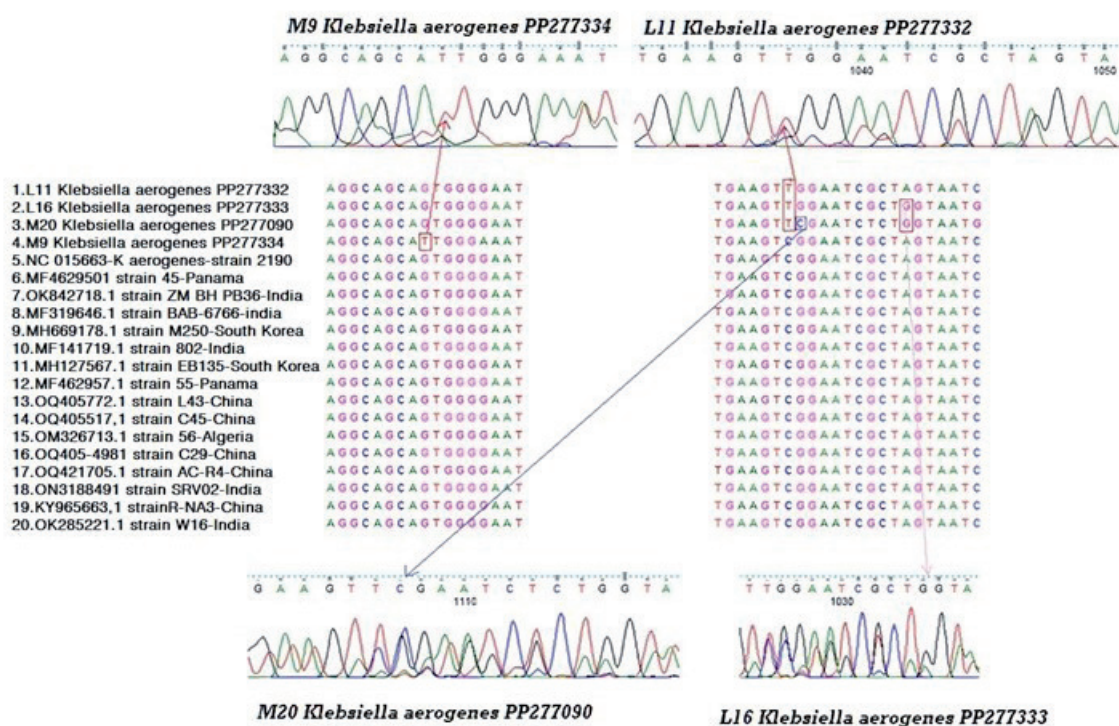 M9 Klebsiella aerogenes PP277334 L11 Klebsiella aerogenes PP277332
A G G C A G C A T T G G G A A A T T G A A G T T G G A A T C G C T A G T A
1040 1050
1.L11 Klebsiella aerogenes PP277332 AGGCAGCAGTGGGGAAT TGAAGTTGGAATCGCTAGTAATC
2.L16 Klebsiella aerogenes PP277333 AGGCAGCAGTGGGGAAT TGAAGTTGGAATCGCTGGTAATG
3.M20 Klebsiella aerogenes PP277090 AGGCAGCAGTGGGGAAT TGAAGTTCGAATCTCTGGTAATC
4.M9 Klebsiella aerogenes PP277334 AGGCAGCATTGGGAAAT TGAAGTCGGAATCGCTAGTAATC
5.NC 015663-K aerogenes-strain 2190 AGGCAGCAGTGGGGAAT TGAAGTCGGAATCGCTAGTAATC
6.MF4629501 strain 45-Panama AGGCAGCAGTGGGGAAT TGAAGTCGGAATCGCTAGTAATC
7.OK842718.1 strain ZM BH PB36-India AGGCAGCAGTGGGGAAT TGAAGTCGGAATCGCTAGTAATC
8.MF319646.1 strain BAB-6766-india AGGCAGCAGTGGGGAAT TGAAGTCGGAATCGCTAGTAATC
9.MH669178.1 strain M250-South Korea AGGCAGCAGTGGGGAAT TGAAGTCGGAATCGCTAGTAATC
10.MF141719.1 strain 802-India AGGCAGCAGTGGGGAAT TGAAGTCGGAATCGCTAGTAATC
11.MH127567.1 strain EB135-South Korea AGGCAGCAGTGGGGAAT TGAAGTCGGAATCGCTAGTAATC
12.MF462957.1 strain 55-Panama AGGCAGCAGTGGGGAAT TGAAGTCGGAATCGCTAGTAATC
13.OQ405772.1 strain L43-China AGGCAGCAGTGGGGAAT TGAAGTCGGAATCGCTAGTAATC
14.OQ405517,1 strain C45-China AGGCAGCAGTGGGGAAT TGAAGTCGGAATCGCTAGTAATC
15.OM326713.1 strain 56-Algeria AGGCAGCAGTGGGGAAT TGAAGTCGGAATCGCTAGTAATC
16.OQ405-4981 strain C29-China AGGCAGCAGTGGGGAAT TGAAGTCGGAATCGCTAGTAATC
17.OQ421705.1 strain AC-R4-China AGGCAGCAGTGGGGAAT TGAAGTCGGAATCGCTAGTAATC
18.ON3188491 strain SRV02-India AGGCAGCAGTGGGGAAT TGAAGTCGGAATCGCTAGTAATC
19.KY965663,1 strainR-NA3-China AGGCAGCAGTGGGGAAT TGAAGTCGGAATCGCTAGTAATC
20.OK285221.1 strain W16-India AGGCAGCAGTGGGGAAT TGAAGTCGGAATCGCTAGTAATC
G A A G T T C G A A T C T C T G G T A T T G G A A T C G C T G G T A
1110 1030
M20 Klebsiella aerogenes PP277090 L16 Klebsiella aerogenes PP277333